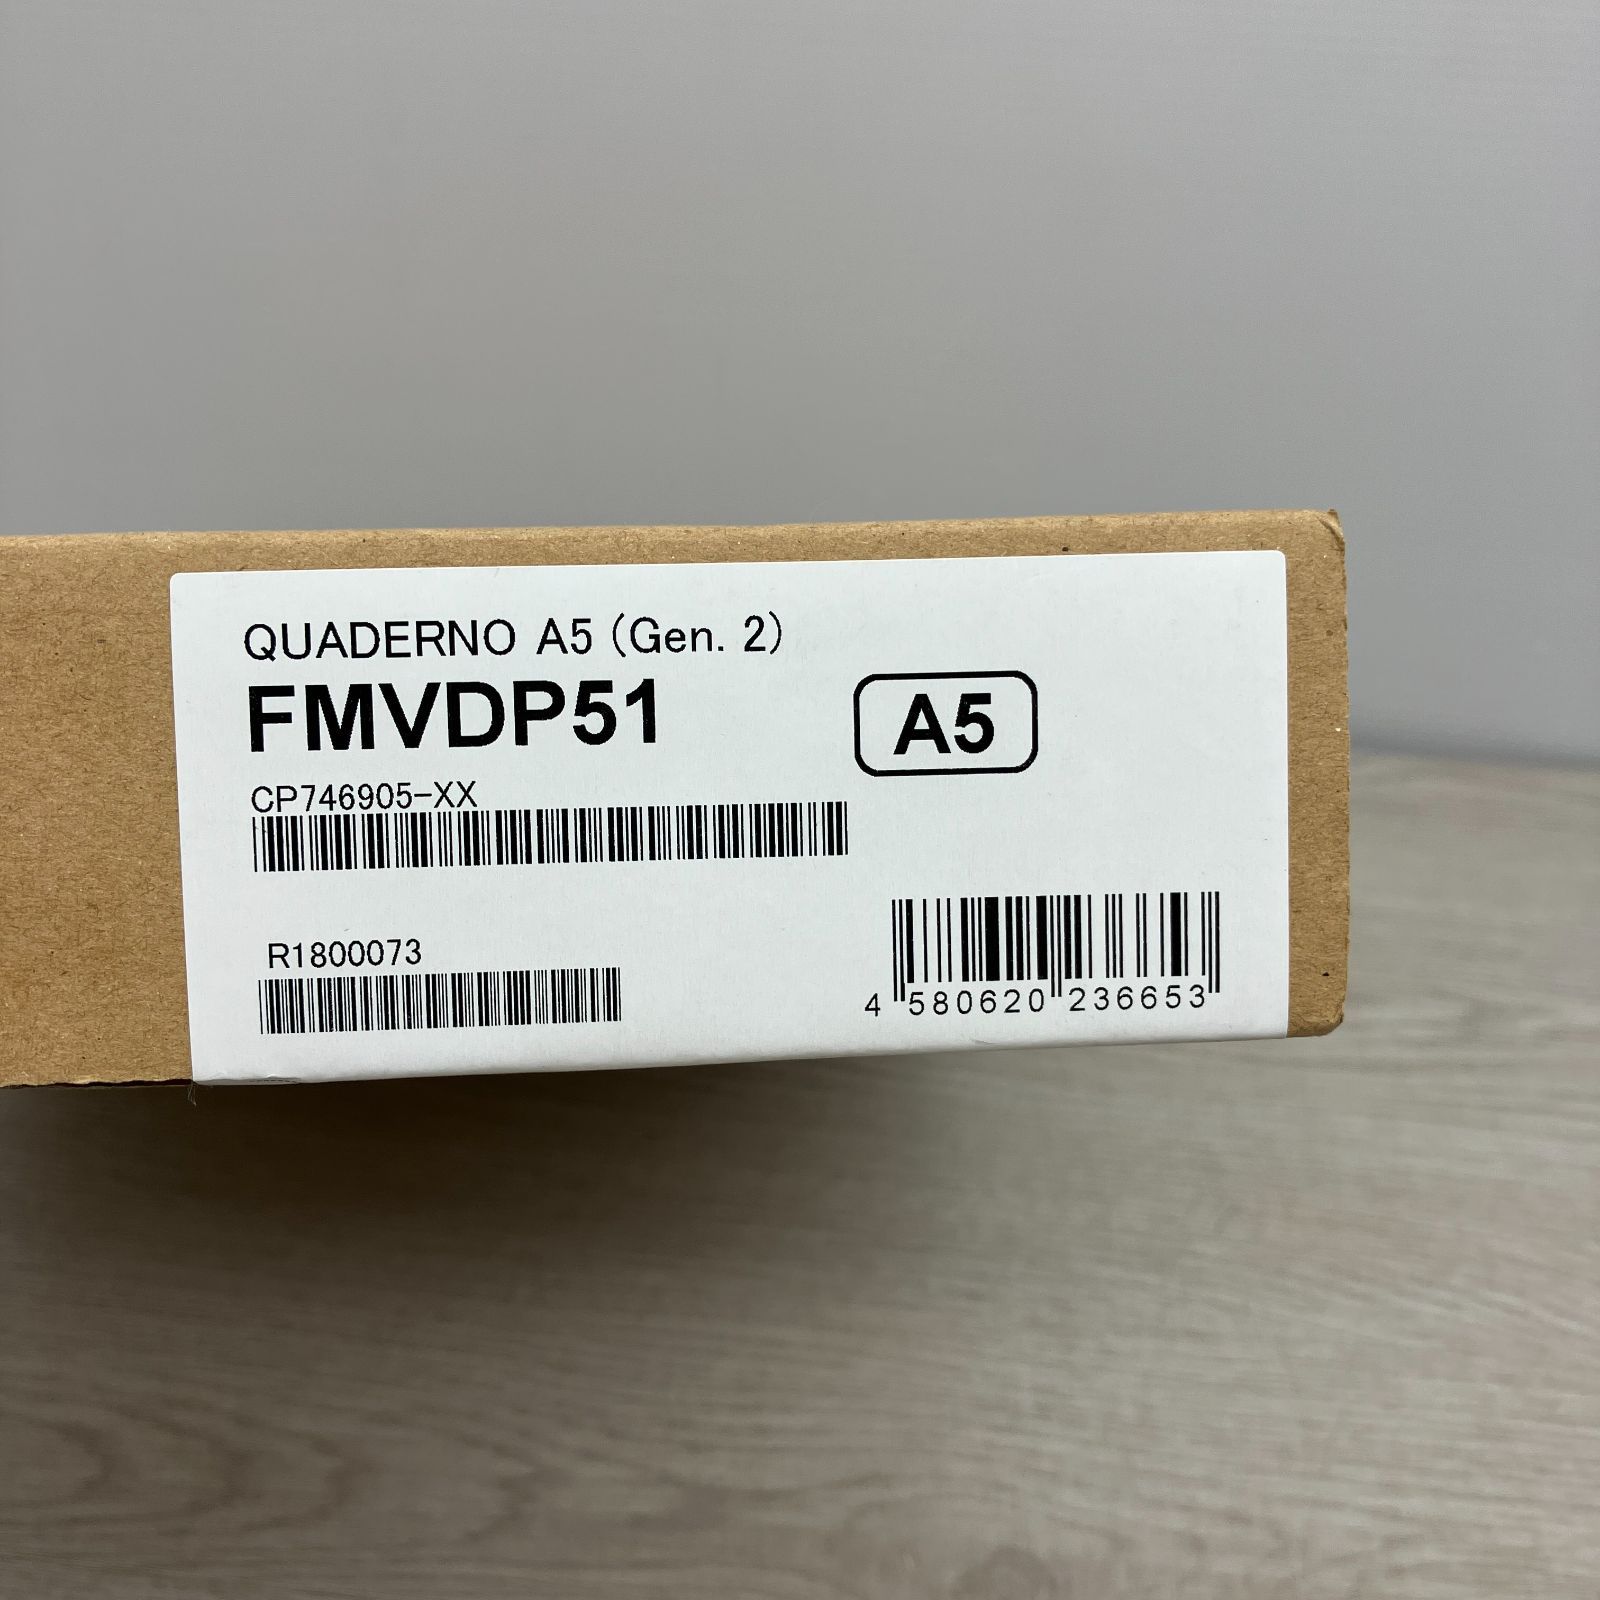 QUADERNO A5 (Gen. 2)
FMVDP51
A5
CP746905-XX
R1800073
4 580620 236653